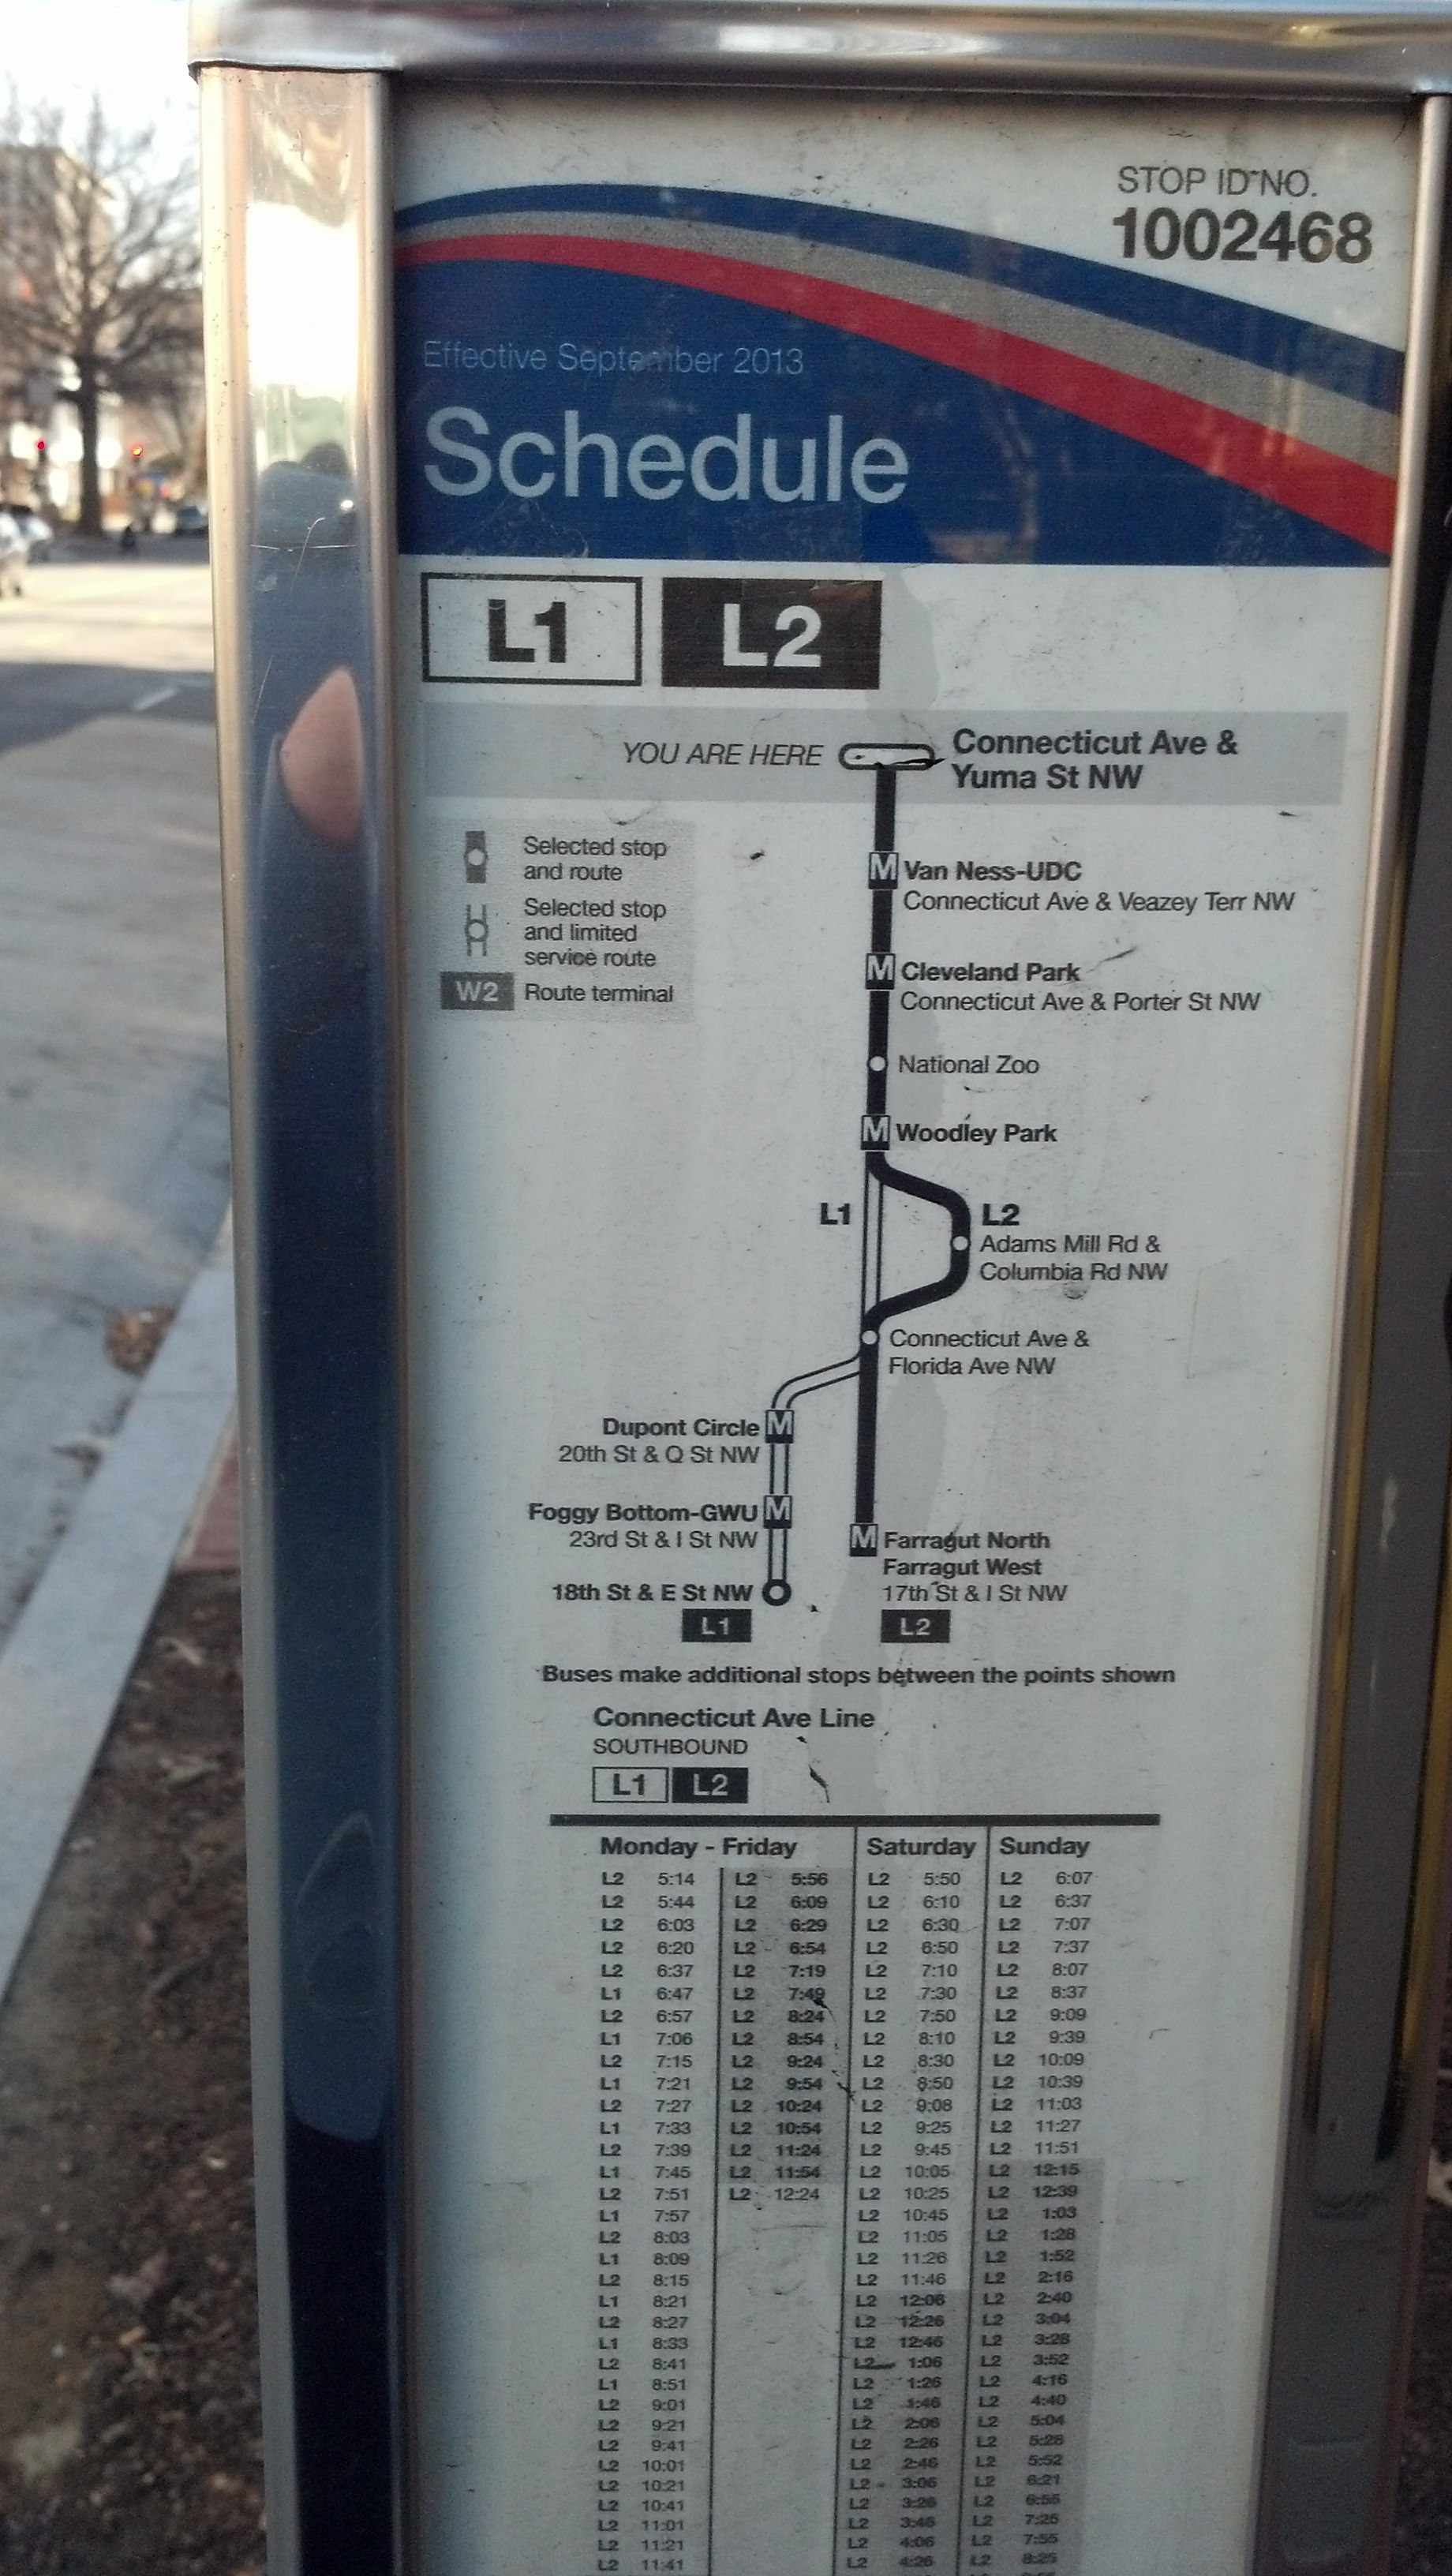 STOP ID NO.
1002468
Effective September 2013
Schedule
L1 L2
YOU ARE HERE Connecticut Ave &
Yuma St NW
Selected stop
and route
Selected stop
and limited
service route
W2 Route terminal
M Van Ness-UDC
Connecticut Ave & Veazey Terr NW
M Cleveland Park
Connecticut Ave & Porter St NW
National Zoo
M Woodley Park
L1 L2
Adams Mill Rd &
Columbia Rd NW
Connecticut Ave &
Florida Ave NW
Dupont Circle M
20th St & Q St NW
Foggy Bottom-GWU M
23rd St & I St NW
M Farragut North
Farragut West
18th St & E St NW 17th St & I St NW
L1 L2
Buses make additional stops between the points shown
Connecticut Ave Line
SOUTHBOUND
L1 L2
Monday - Friday Saturday Sunday
L2 5:14 L2 5:56 L2 5:50 L2 6:07
L2 5:44 L2 6:09 L2 6:10 L2 6:37
L2 6:03 L2 6:29 L2 6:30 L2 7:07
L2 6:20 L2 6:54 L2 6:50 L2 7:37
L2 6:37 L2 7:19 L2 7:10 L2 8:07
L1 6:47 L2 7:49 L2 7:30 L2 8:37
L2 6:57 L2 8:24 L2 7:50 L2 9:09
L1 7:06 L2 8:54 L2 8:10 L2 9:39
L2 7:15 L2 9:24 L2 8:30 L2 10:09
L1 7:21 L2 9:54 L2 8:50 L2 10:39
L2 7:27 L2 10:24 L2 9:08 L2 11:03
L1 7:33 L2 10:54 L2 9:25 L2 11:27
L2 7:39 L2 11:24 L2 9:45 L2 11:51
L1 7:45 L2 11:54 L2 10:05 L2 12:15
L2 7:51 L2 12:24 L2 10:25 L2 12:39
L1 7:57 L2 10:45 L2 1:03
L2 8:03 L2 11:05 L2 1:28
L1 8:09 L2 11:26 L2 1:52
L2 8:15 L2 11:46 L2 2:16
L1 8:21 L2 12:06 L2 2:40
L2 8:27 L2 12:26 L2 3:04
L1 8:33 L2 12:46 L2 3:28
L2 8:41 L2 1:06 L2 3:52
L1 8:51 L2 1:26 L2 4:16
L2 9:01 L2 1:46 L2 4:40
L2 9:21 L2 2:06 L2 5:04
L2 9:41 L2 2:26 L2 5:28
L2 10:01 L2 2:46 L2 5:52
L2 10:21 L2 3:06 L2 6:21
L2 10:41 L2 3:26 L2 6:55
L2 11:01 L2 3:46 L2 7:25
L2 11:21 L2 4:06 L2 7:55
L2 11:41 L2 4:26 L2 8:25